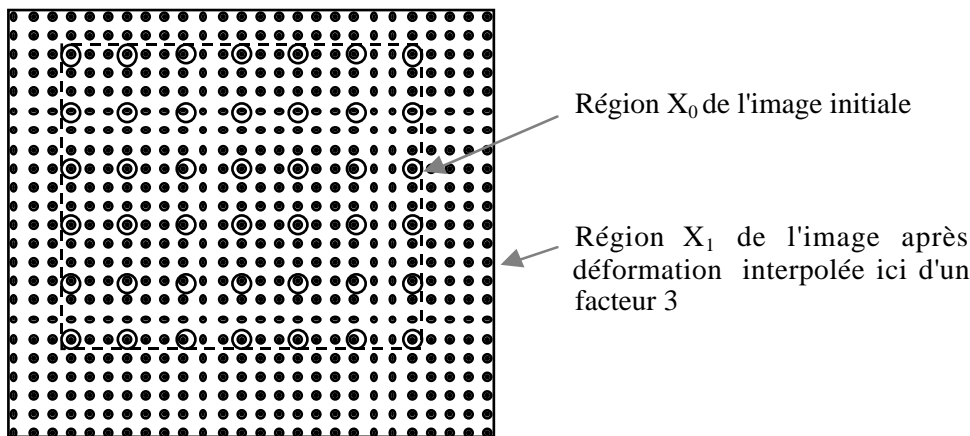 Région X₀ de l'image initiale
Région X₁ de l'image après
déformation interpolée ici d'un
facteur 3